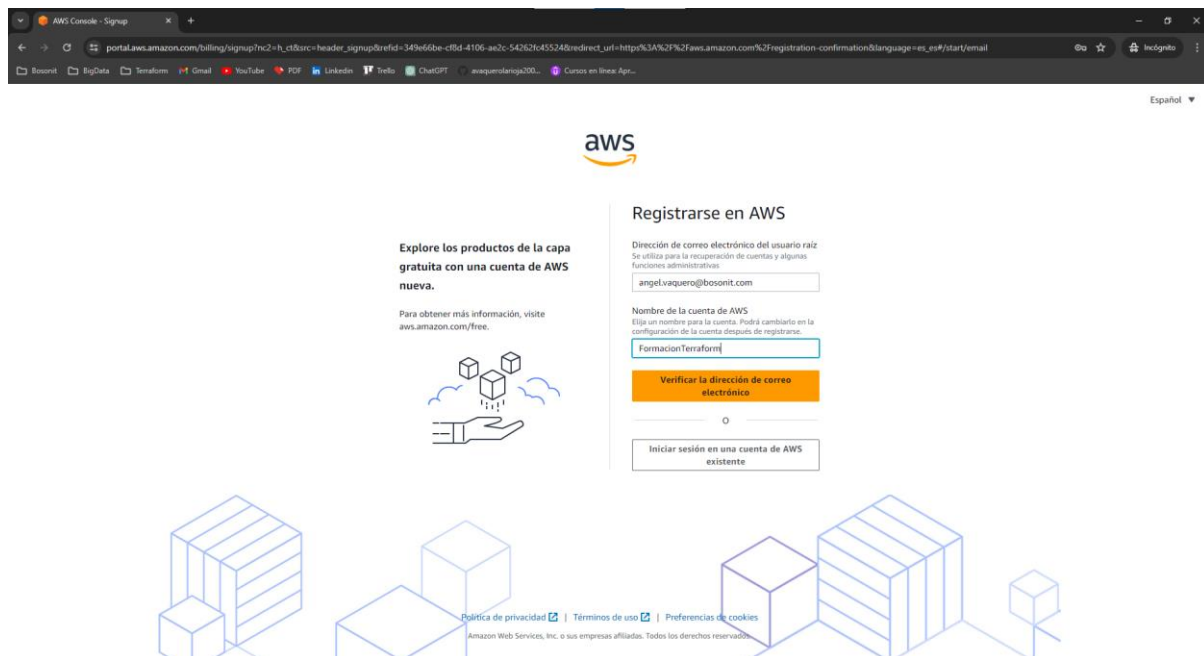 AWS Console - Signup
portal.aws.amazon.com/billing/signup?nc2=h_ct&src=header_signup&refid=349e66be-cf8d-4106-ae2c-54262fc45524&redirect_url=https%3A%2F%2Faws.amazon.com%2Fregistration-confirmation&language=es_es#/start/email
Incógnito
Bosonit BigData Terraform Gmail YouTube PDF Linkedin Trello ChatGPT avaquerolarioja200... Cursos en línea: Apr...
Español
aws
Explore los productos de la capa
gratuita con una cuenta de AWS
nueva.
Para obtener más información, visite
aws.amazon.com/free.
Registrarse en AWS
Dirección de correo electrónico del usuario raíz
Se utiliza para la recuperación de cuentas y algunas
funciones administrativas
angel.vaquero@bosonit.com
Nombre de la cuenta de AWS
Elija un nombre para la cuenta. Podrá cambiarlo en la
configuración de la cuenta después de registrarse.
FormacionTerraform
Verificar la dirección de correo
electrónico
O
Iniciar sesión en una cuenta de AWS
existente
Política de privacidad | Términos de uso | Preferencias de cookies
Amazon Web Services, Inc. o sus empresas afiliadas. Todos los derechos reservados.